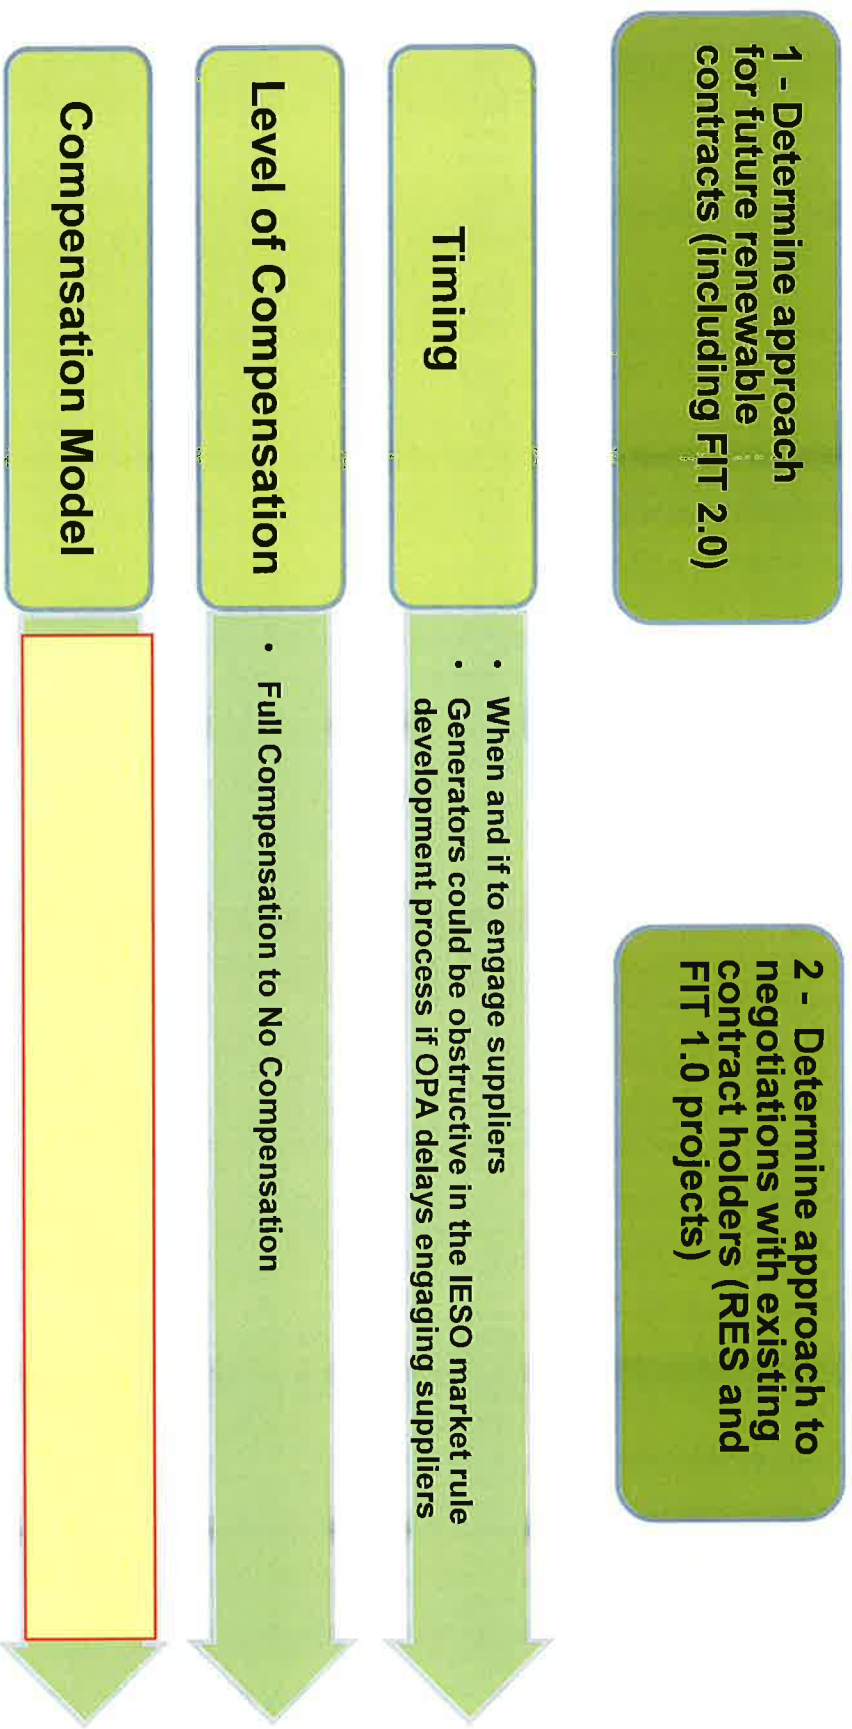 1 - Determine approach
for future renewable
contracts (including FIT 2.0)
2 - Determine approach to
negotiations with existing
contract holders (RES and
FIT 1.0 projects)
Timing
• When and if to engage suppliers
• Generators could be obstructive in the IESO market rule
development process if OPA delays engaging suppliers
Level of Compensation
• Full Compensation to No Compensation
Compensation Model